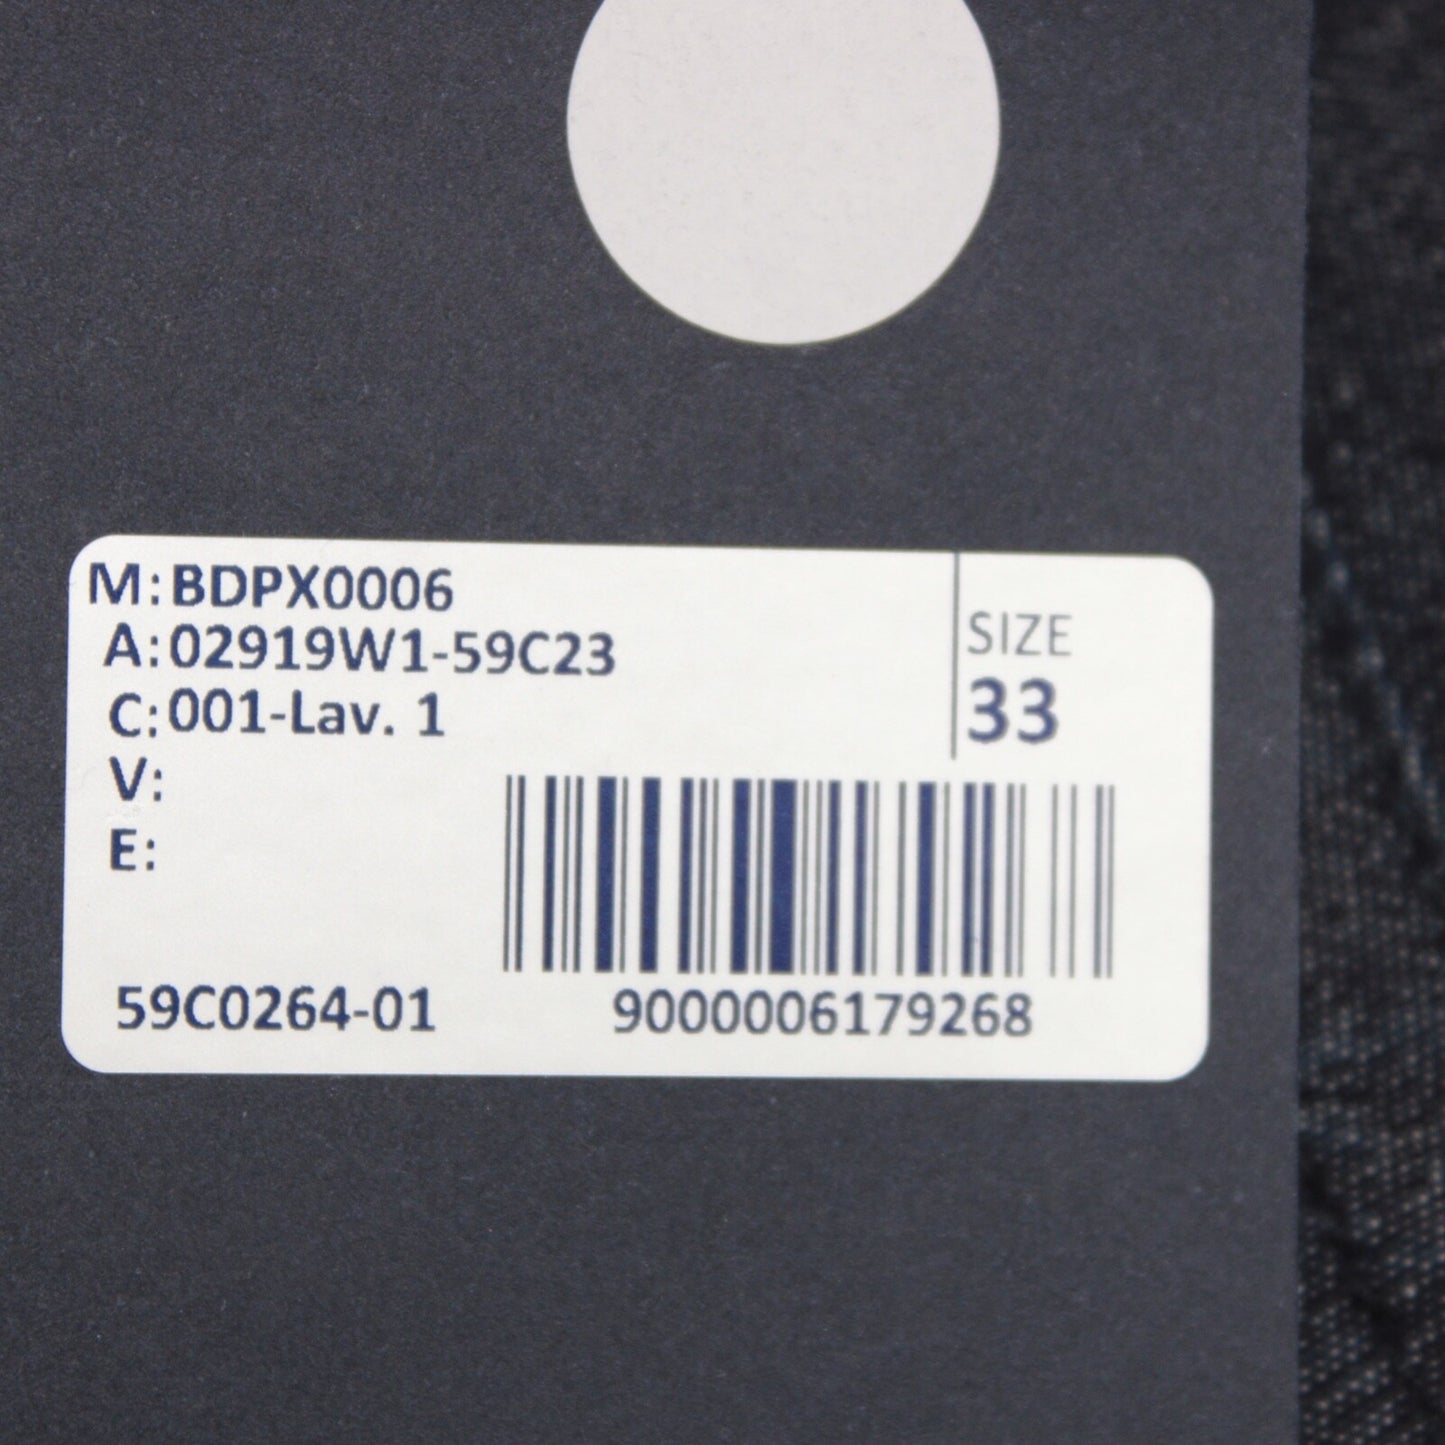 M: BDPX0006
A: 02919W1-59C23
C: 001-Lav. 1
V:
E:
SIZE
33
59C0264-01
9000006179268